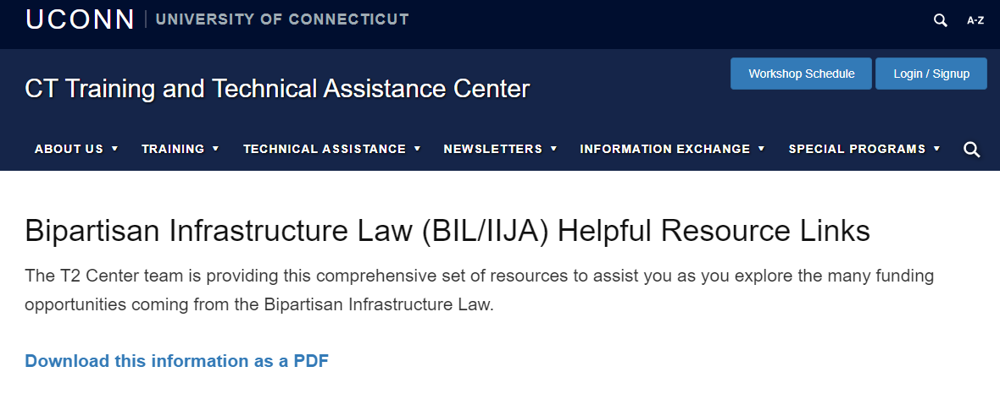 UCONN UNIVERSITY OF CONNECTICUT A-Z
CT Training and Technical Assistance Center
Workshop Schedule Login / Signup
ABOUT US TRAINING TECHNICAL ASSISTANCE NEWSLETTERS INFORMATION EXCHANGE SPECIAL PROGRAMS
Bipartisan Infrastructure Law (BIL/IIJA) Helpful Resource Links
The T2 Center team is providing this comprehensive set of resources to assist you as you explore the many funding
opportunities coming from the Bipartisan Infrastructure Law.
Download this information as a PDF